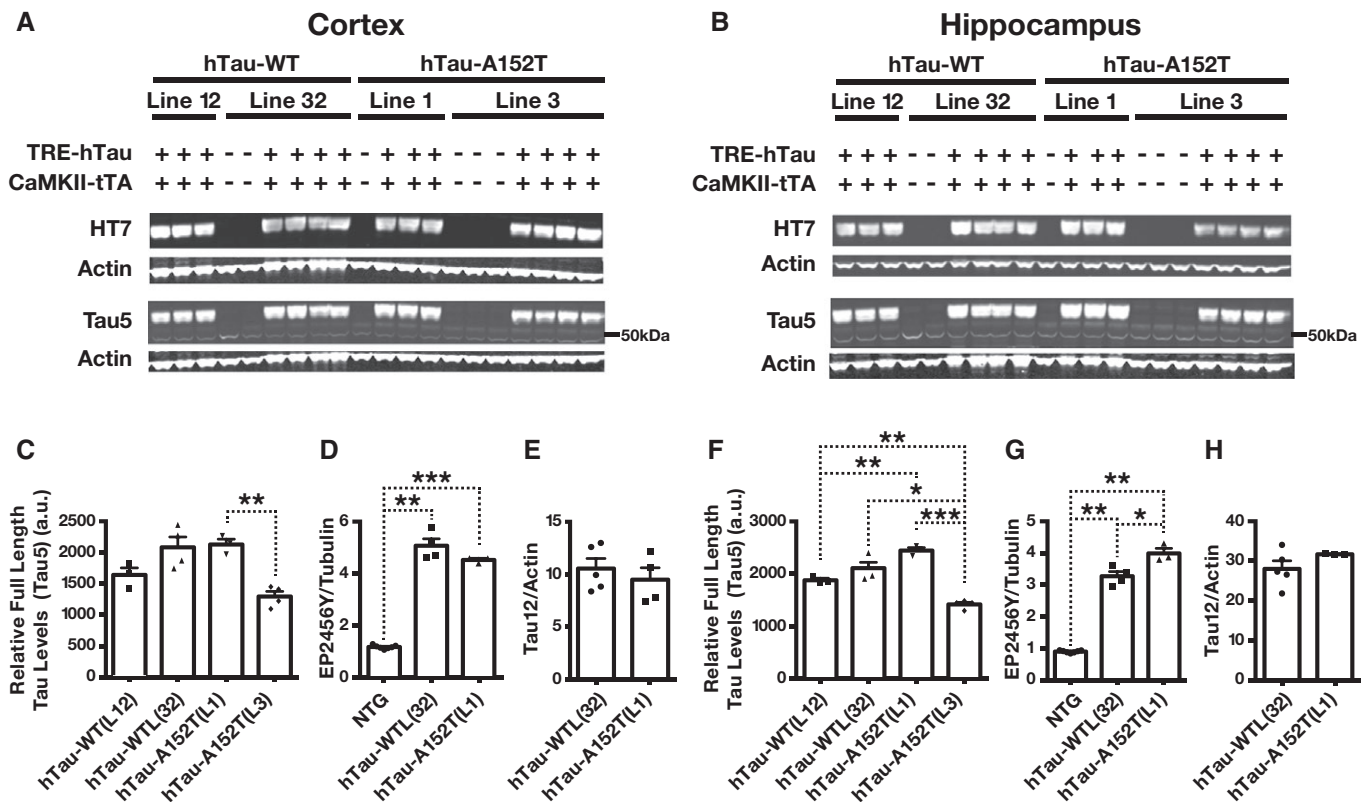 A
Cortex
hTau-WT hTau-A152T
Line 12 Line 32 Line 1 Line 3
TRE-hTau + + + - - + + + + + + + - - - + + + +
CaMKII-tTA + + + - - + + + + + + + - - - + + + +
HT7
Actin
Tau5
50kDa
Actin
B
Hippocampus
hTau-WT hTau-A152T
Line 12 Line 32 Line 1 Line 3
TRE-hTau + + + - - + + + + + + + - - - + + + +
CaMKII-tTA + + + - - + + + + + + + - - - + + + +
HT7
Actin
Tau5
50kDa
Actin
C
Relative Full Length
Tau Levels (Tau5) (a.u.)
2500
2000
1500
1000
500
0
**
hTau-WT(L12)
hTau-WTL(32)
hTau-A152T(L1)
hTau-A152T(L3)
D
EP2456Y/Tubulin
6
4
2
0
***
**
NTG
hTau-WTL(32)
hTau-A152T(L1)
E
Tau12/Actin
15
10
5
0
hTau-WTL(32)
hTau-A152T(L1)
F
Relative Full Length
Tau Levels (Tau5) (a.u.)
3000
2000
1000
0
**
**
*
***
hTau-WT(L12)
hTau-WTL(32)
hTau-A152T(L1)
hTau-A152T(L3)
G
EP2456Y/Tubulin
5
4
3
2
1
0
**
**
*
NTG
hTau-WTL(32)
hTau-A152T(L1)
H
Tau12/Actin
40
30
20
10
0
hTau-WTL(32)
hTau-A152T(L1)